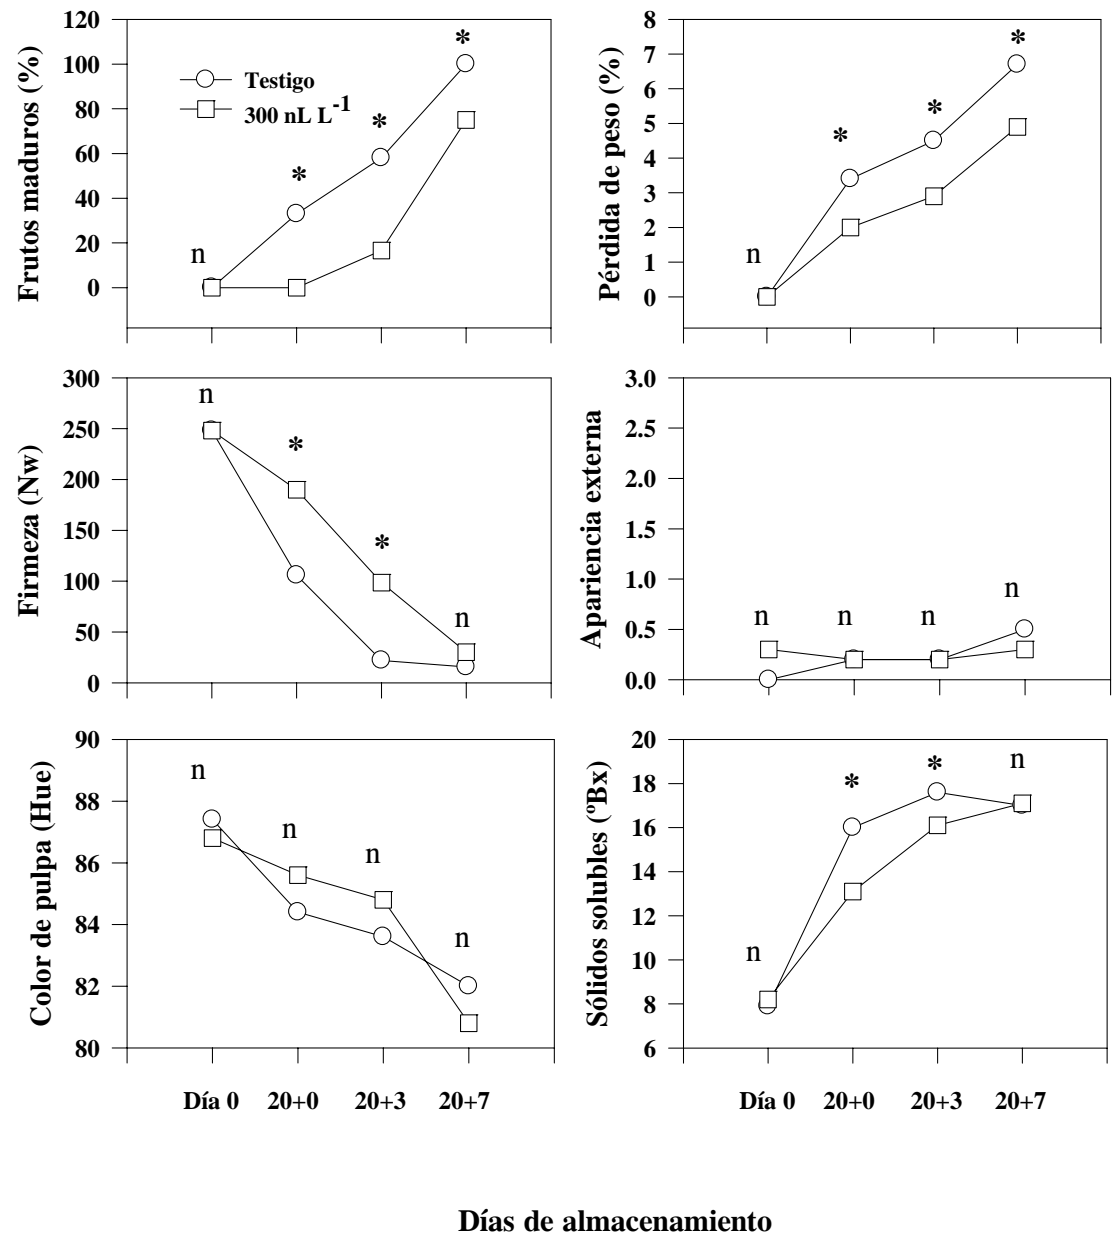 Frutos maduros (%)
120
100
80
60
40
20
0
Testigo
300 nL L-1
n
*
*
*
Pérdida de peso (%)
8
7
6
5
4
3
2
1
0
n
*
*
*
Firmeza (Nw)
300
250
200
150
100
50
0
n
*
*
n
Apariencia externa
3.0
2.5
2.0
1.5
1.0
0.5
0.0
n
n
n
n
Color de pulpa (Hue)
90
88
86
84
82
80
n
n
n
n
Día 0 20+0 20+3 20+7
Sólidos solubles (ºBx)
20
18
16
14
12
10
8
6
n
*
*
n
Día 0 20+0 20+3 20+7
Días de almacenamiento